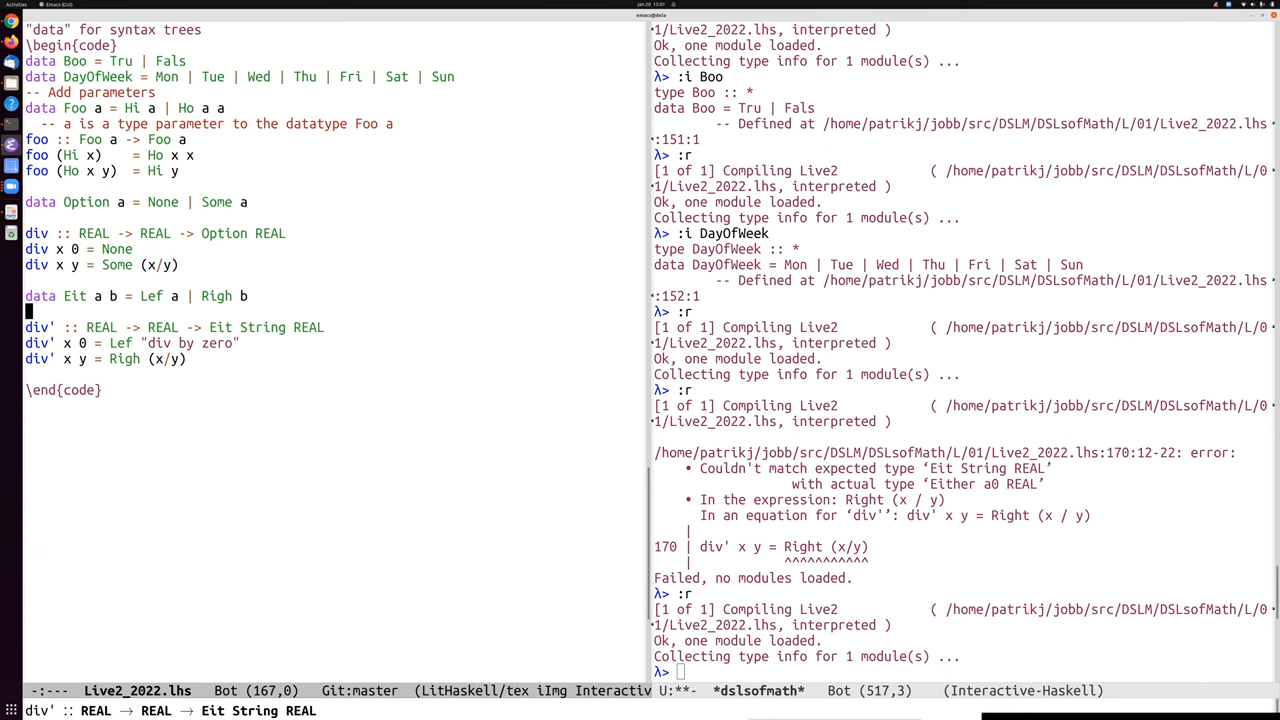 Activities
Emacs (GUI)
Jan 20 15:01
emacs@dela
"data" for syntax trees
\begin{code}
data Boo = Tru | Fals
data DayOfWeek = Mon | Tue | Wed | Thu | Fri | Sat | Sun
-- Add parameters
data Foo a = Hi a | Ho a a
  -- a is a type parameter to the datatype Foo a
foo :: Foo a -> Foo a
foo (Hi x)   = Ho x x
foo (Ho x y) = Hi y
data Option a = None | Some a
div :: REAL -> REAL -> Option REAL
div x 0 = None
div x y = Some (x/y)
data Eit a b = Lef a | Righ b
div' :: REAL -> REAL -> Eit String REAL
div' x 0 = Lef "div by zero"
div' x y = Righ (x/y)
\end{code}
-:---  Live2_2022.lhs   Bot (167,0)   Git:master  (LitHaskell/tex iImg Interactiv
div' :: REAL → REAL → Eit String REAL
1/Live2_2022.lhs, interpreted )
Ok, one module loaded.
Collecting type info for 1 module(s) ...
λ> :i Boo
type Boo :: *
data Boo = Tru | Fals
        -- Defined at /home/patrikj/jobb/src/DSLM/DSLsofMath/L/01/Live2_2022.lhs
:151:1
λ> :r
[1 of 1] Compiling Live2            ( /home/patrikj/jobb/src/DSLM/DSLsofMath/L/0
1/Live2_2022.lhs, interpreted )
Ok, one module loaded.
Collecting type info for 1 module(s) ...
λ> :i DayOfWeek
type DayOfWeek :: *
data DayOfWeek = Mon | Tue | Wed | Thu | Fri | Sat | Sun
        -- Defined at /home/patrikj/jobb/src/DSLM/DSLsofMath/L/01/Live2_2022.lhs
:152:1
λ> :r
[1 of 1] Compiling Live2            ( /home/patrikj/jobb/src/DSLM/DSLsofMath/L/0
1/Live2_2022.lhs, interpreted )
Ok, one module loaded.
Collecting type info for 1 module(s) ...
λ> :r
[1 of 1] Compiling Live2            ( /home/patrikj/jobb/src/DSLM/DSLsofMath/L/0
1/Live2_2022.lhs, interpreted )
/home/patrikj/jobb/src/DSLM/DSLsofMath/L/01/Live2_2022.lhs:170:12-22: error:
    • Couldn't match expected type ‘Eit String REAL’
                  with actual type ‘Either a0 REAL’
    • In the expression: Right (x / y)
      In an equation for ‘div'’: div' x y = Right (x / y)
    |
170 | div' x y = Right (x/y)
    |            ^^^^^^^^^^^
Failed, no modules loaded.
λ> :r
[1 of 1] Compiling Live2            ( /home/patrikj/jobb/src/DSLM/DSLsofMath/L/0
1/Live2_2022.lhs, interpreted )
Ok, one module loaded.
Collecting type info for 1 module(s) ...
λ>
U:**-  *dslsofmath*   Bot (517,3)    (Interactive-Haskell)